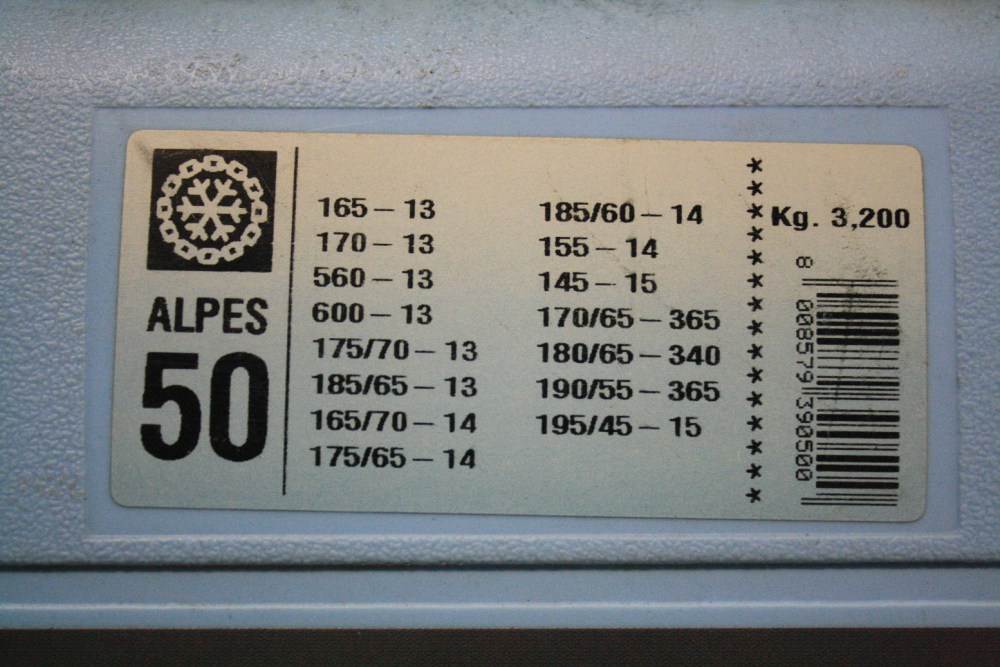 ALPES
50
165 – 13
170 – 13
560 – 13
600 – 13
175/70 – 13
185/65 – 13
165/70 – 14
175/65 – 14
185/60 – 14
155 – 14
145 – 15
170/65 – 365
180/65 – 340
190/55 – 365
195/45 – 15
* * * * * * * * * * * * * * *
Kg. 3,200
8 008579 390500